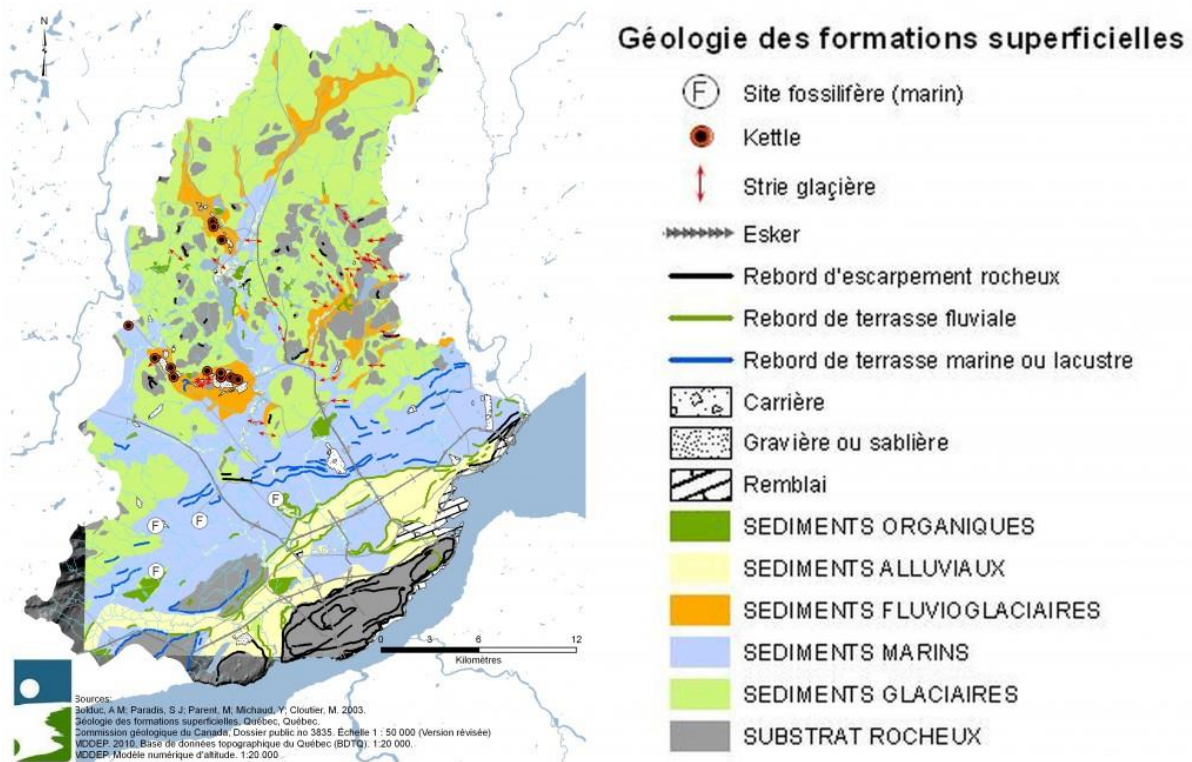 N
F
F
F
F
0 3 6 12
Kilomètres
Sources:
Bolduc, A M; Paradis, S J; Parent, M; Michaud, Y; Cloutier, M. 2003.
Géologie des formations superficielles, Québec, Québec.
Commission géologique du Canada, Dossier public no 3835. Échelle 1 : 50 000 (Version révisée)
MDDEP. 2010, Base de données topographique du Québec (BDTQ). 1:20 000.
MDDEP. Modèle numérique d'altitude. 1:20 000
Géologie des formations superficielles
F Site fossilifère (marin)
Kettle
Strie glaçière
Esker
Rebord d'escarpement rocheux
Rebord de terrasse fluviale
Rebord de terrasse marine ou lacustre
Carrière
Gravière ou sablière
Remblai
SEDIMENTS ORGANIQUES
SEDIMENTS ALLUVIAUX
SEDIMENTS FLUVIOGLACIAIRES
SEDIMENTS MARINS
SEDIMENTS GLACIAIRES
SUBSTRAT ROCHEUX